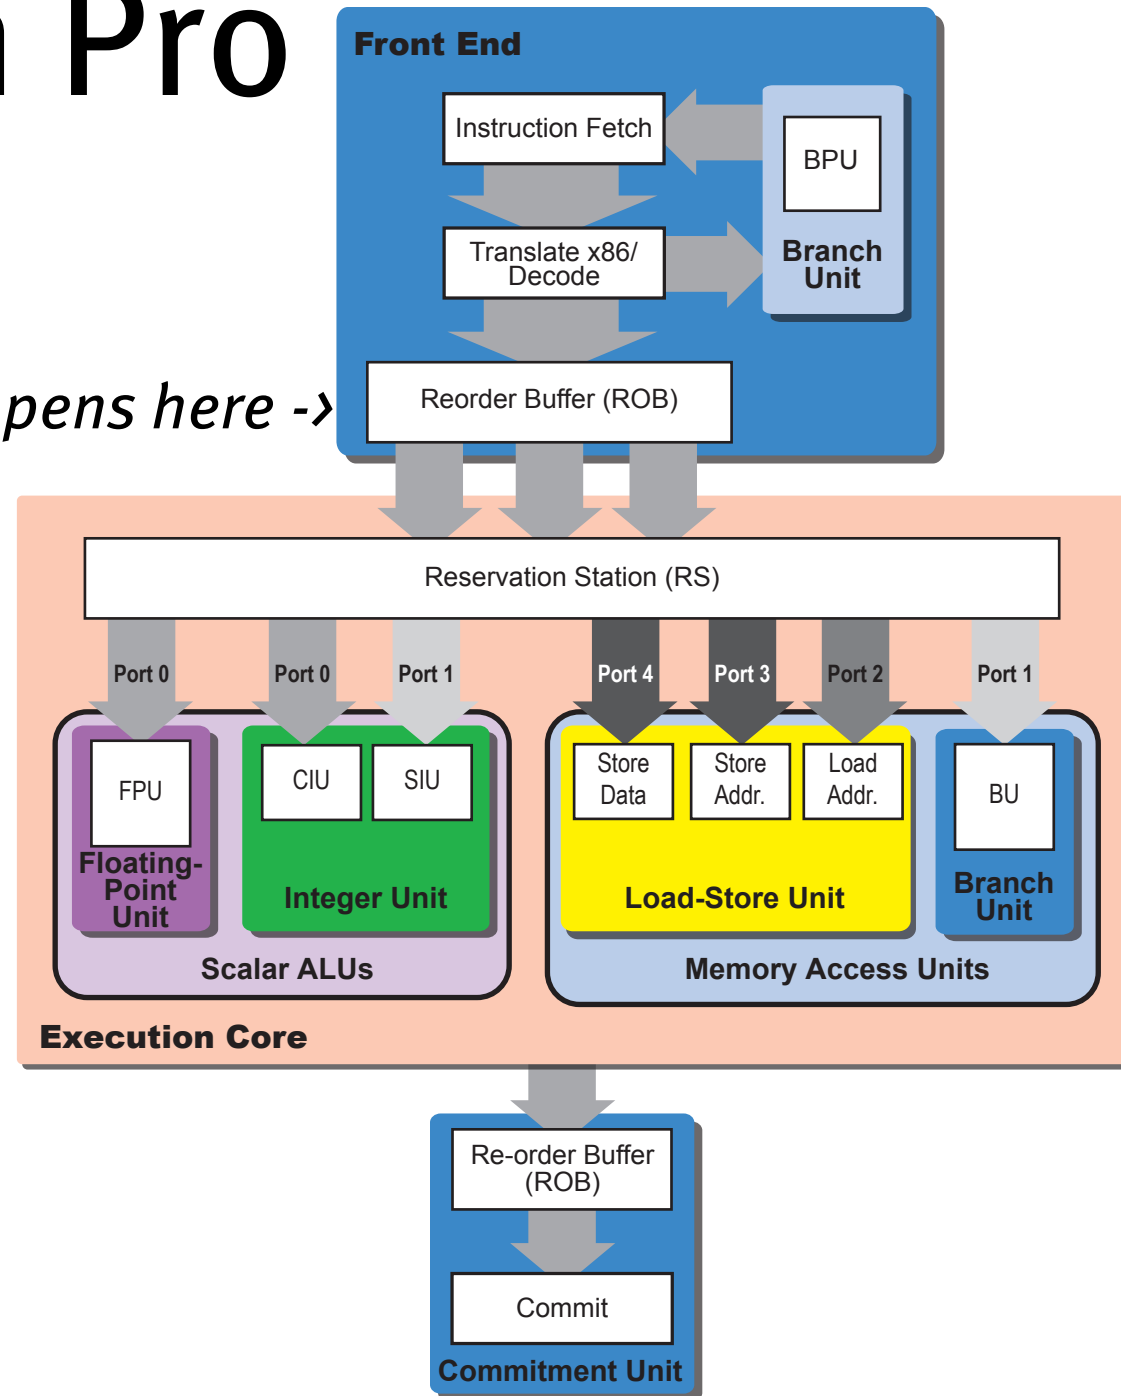 Pro
Front End
Instruction Fetch
BPU
Translate x86/
Decode
Branch
Unit
pens here ->
Reorder Buffer (ROB)
Reservation Station (RS)
Port 0
Port 0
Port 1
Port 4
Port 3
Port 2
Port 1
FPU
CIU
SIU
Store
Data
Store
Addr.
Load
Addr.
BU
Floating-
Point
Unit
Integer Unit
Load-Store Unit
Branch
Unit
Scalar ALUs
Memory Access Units
Execution Core
Re-order Buffer
(ROB)
Commit
Commitment Unit